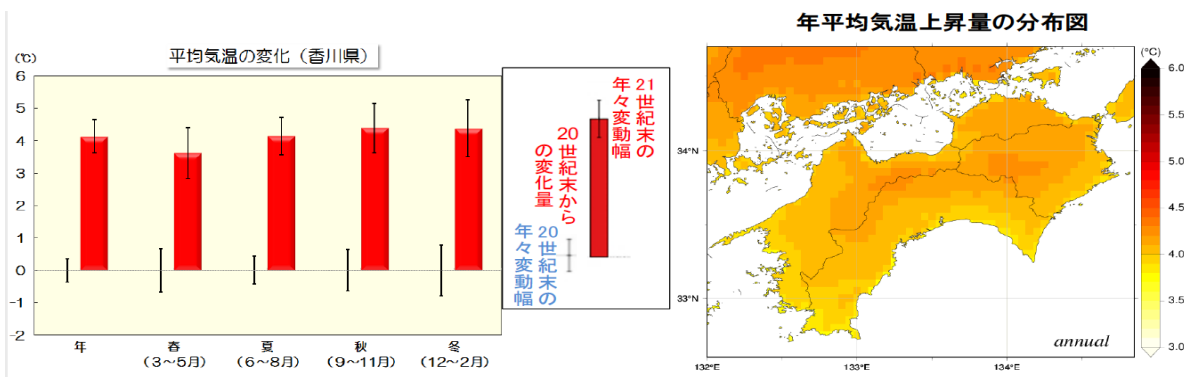 平均気温の変化（香川県）
(℃)
6
5
4
3
2
1
0
-1
-2
年
春
(3～5月)
夏
(6～8月)
秋
(9～11月)
冬
(12～2月)
21世紀末の
年々変動幅
20世紀末から
の変化量
20世紀末の
年々変動幅
年平均気温上昇量の分布図
(°C)
6.0
5.5
5.0
4.5
4.0
3.5
3.0
34°N
33°N
132°E
133°E
134°E
annual